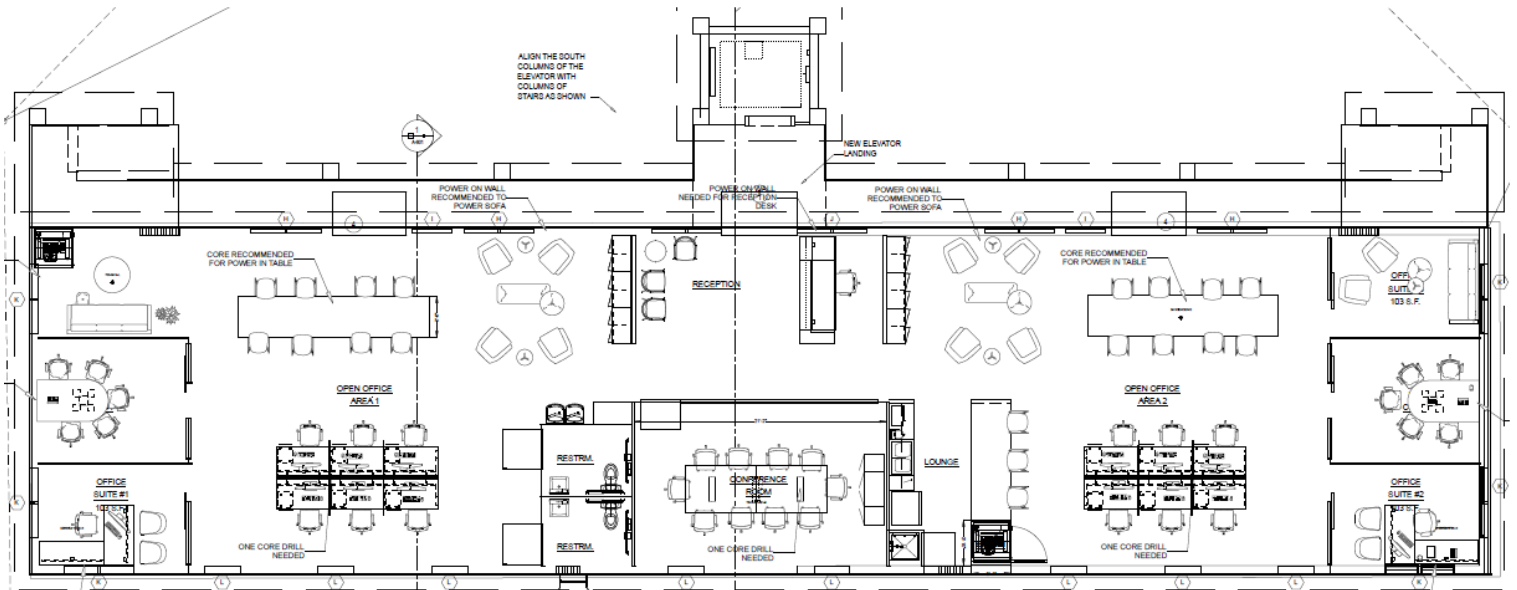 ALIGN THE SOUTH
COLUMNS OF THE
ELEVATOR WITH
COLUMNS OF
STAIRS AS SHOWN
1
NEW ELEVATOR
LANDING
POWER ON WALL
RECOMMENDED TO
POWER SOFA
POWER ON WALL
NEEDED FOR RECEPTION
DESK
POWER ON WALL
RECOMMENDED TO
POWER SOFA
H
I
H
J
H
I
H
CORE RECOMMENDED
FOR POWER IN TABLE
RECEPTION
CORE RECOMMENDED
FOR POWER IN TABLE
SUITE
103 S.F.
K
K
OPEN OFFICE
AREA 1
OPEN OFFICE
AREA 2
RESTRM.
LOUNGE
CONFERENCE
ROOM
OFFICE
SUITE #1
103 S.F.
OFFICE
SUITE #2
103 S.F.
K
K
ONE CORE DRILL
NEEDED
RESTRM.
ONE CORE DRILL
NEEDED
ONE CORE DRILL
NEEDED
K
L
L
L
L
L
L
L
L
K